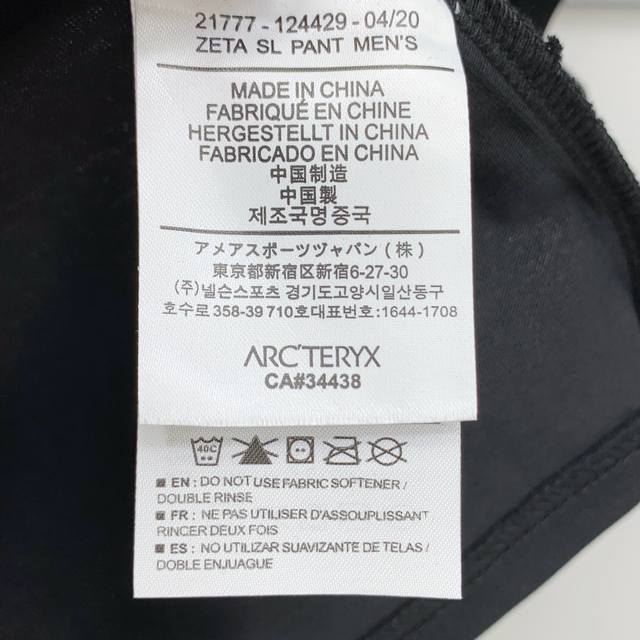 21777-124429-04/20
ZETA SL PANT MEN'S
MADE IN CHINA
FABRIQUÉ EN CHINE
HERGESTELLT IN CHINA
FABRICADO EN CHINA
中国制造
中国製
제조국명 중국
アメアスポーツヅャバン(株)
東京都新宿区新宿6-27-30
(주)넬슨스포츠 경기도고양시일산동구
호수로 358-39 710호대표번호:1644-1708
ARC'TERYX
CA#34438
40C
EN : DO NOT USE FABRIC SOFTENER /
DOUBLE RINSE
FR : NE PAS UTILISER D'ASSOUPLISSANT
RINCER DEUX FOIS
ES : NO UTILIZAR SUAVIZANTE DE TELAS /
DOBLE ENJUAGUE